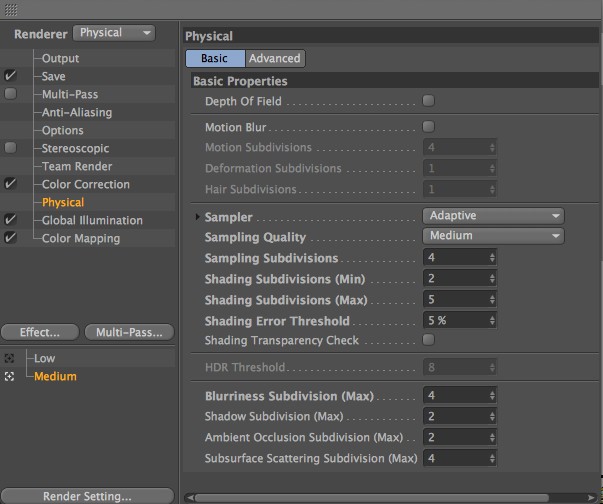 Renderer Physical
Output
Save
Multi-Pass
Anti-Aliasing
Options
Stereoscopic
Team Render
Color Correction
Physical
Global Illumination
Color Mapping
Effect... Multi-Pass...
Low
Medium
Render Setting...
Physical
Basic Advanced
Basic Properties
Depth Of Field
Motion Blur
Motion Subdivisions 4
Deformation Subdivisions 1
Hair Subdivisions 1
Sampler Adaptive
Sampling Quality Medium
Sampling Subdivisions 4
Shading Subdivisions (Min) 2
Shading Subdivisions (Max) 5
Shading Error Threshold 5 %
Shading Transparency Check
HDR Threshold 8
Blurriness Subdivision (Max) 4
Shadow Subdivision (Max) 2
Ambient Occlusion Subdivision (Max) 2
Subsurface Scattering Subdivision (Max) 4